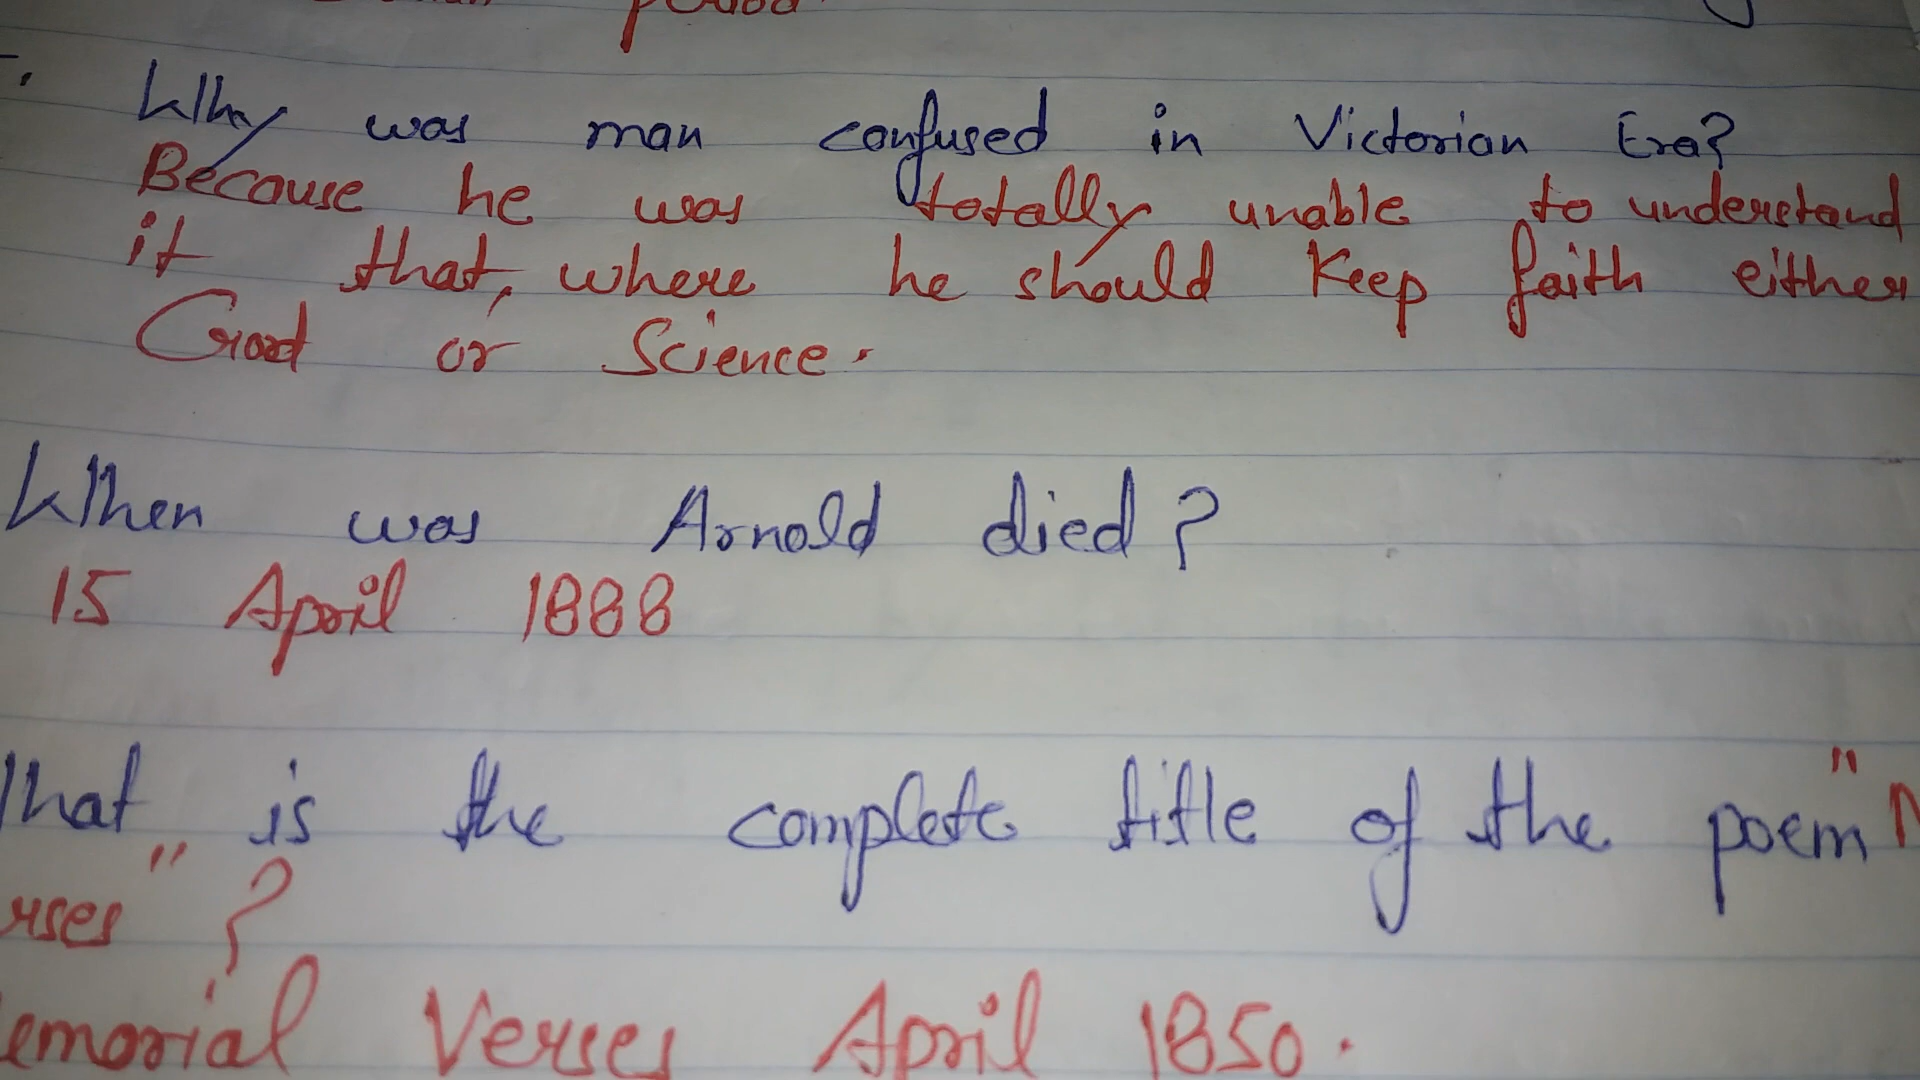 period
Why was man confused in Victorian Era?
Because he was totally unable to understand
it that, where he should Keep faith either
God or Science.
When was Arnold died?
15 April 1888
hat is the complete title of the poem "
rses" ?
emorial Verses April 1850.